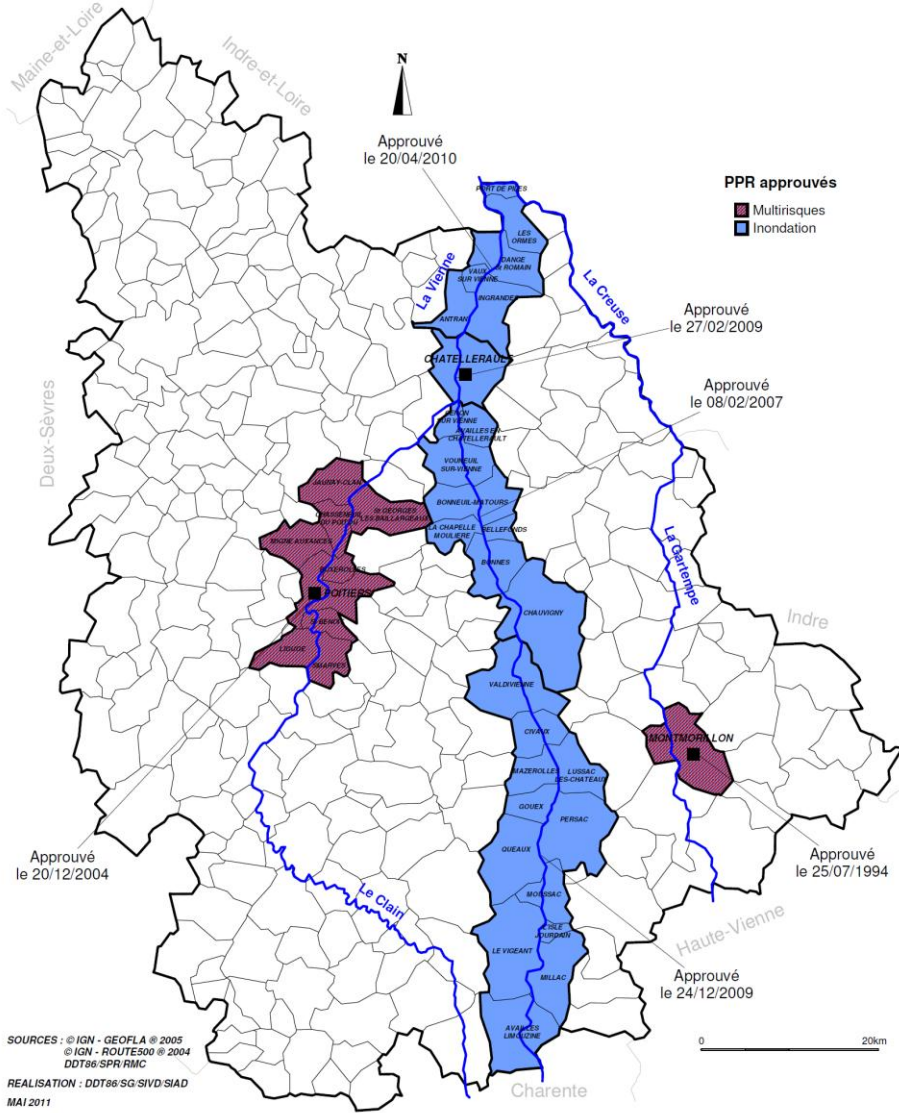 Maine-et-Loire
Indre-et-Loire
N
Approuvé
le 20/04/2010
PPR approuvés
Multirisques
Inondation
PORT DE PILES
LES
ORMES
DANGE
St ROMAIN
VAUX
SUR VIENNE
INGRANDES
ANTRAN
La Vienne
La Creuse
Approuvé
le 27/02/2009
CHATELLERAULT
Approuvé
le 08/02/2007
CENON
SUR VIENNE
AVAILLES EN
CHATELLERAULT
VOUNEUIL
SUR-VIENNE
Deux-Sèvres
JAUNAY-CLAN
BONNEUIL-MATOURS
CHASSENEUIL
DU POITOU
St GEORGES
LES BAILLARGEAUX
LA CHAPELLE
MOULIERE
BELLEFONDS
MIGNE AUXANCES
BUXEROLLES
BONNES
La Gartempe
POITIERS
CHAUVIGNY
Indre
St BENOIT
LIGUGE
SMARVES
VALDIVIENNE
CIVAUX
MONTMORILLON
MAZEROLLES
LUSSAC
LES-CHATEAUX
GOUEX
PERSAC
QUEAUX
Approuvé
le 20/12/2004
Approuvé
le 25/07/1994
Le Clain
MOUSSAC
L'ISLE
JOURDAIN
Haute-Vienne
LE VIGEANT
MILLAC
Approuvé
le 24/12/2009
AVAILLES
LIMOUZINE
SOURCES : © IGN - GEOFLA ® 2005
© IGN - ROUTE500 ® 2004
DDT86/SPR/RMC
REALISATION : DDT86/SG/SIVD/SIAD
MAI 2011
0 20km
Charente